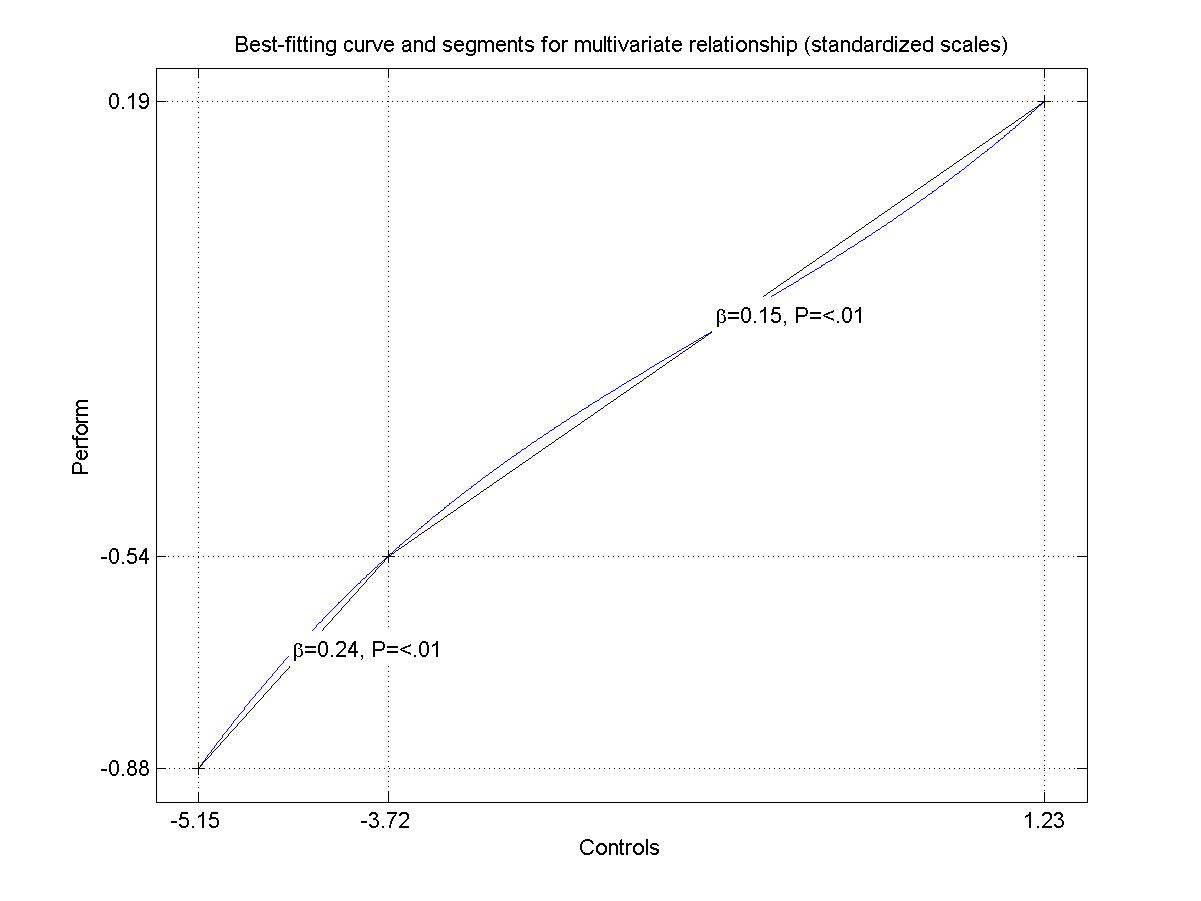 Best-fitting curve and segments for multivariate relationship (standardized scales)
0.19
β=0.15, P=<.01
Perform
-0.54
β=0.24, P=<.01
-0.88
-5.15
-3.72
1.23
Controls